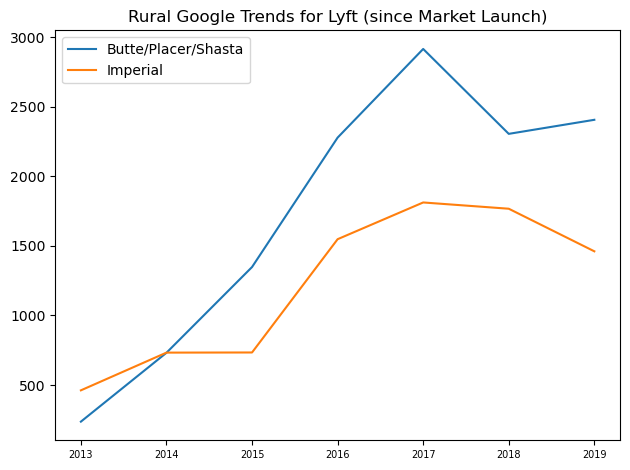 Rural Google Trends for Lyft (since Market Launch)
Butte/Placer/Shasta
Imperial
3000
2500
2000
1500
1000
500
2013 2014 2015 2016 2017 2018 2019